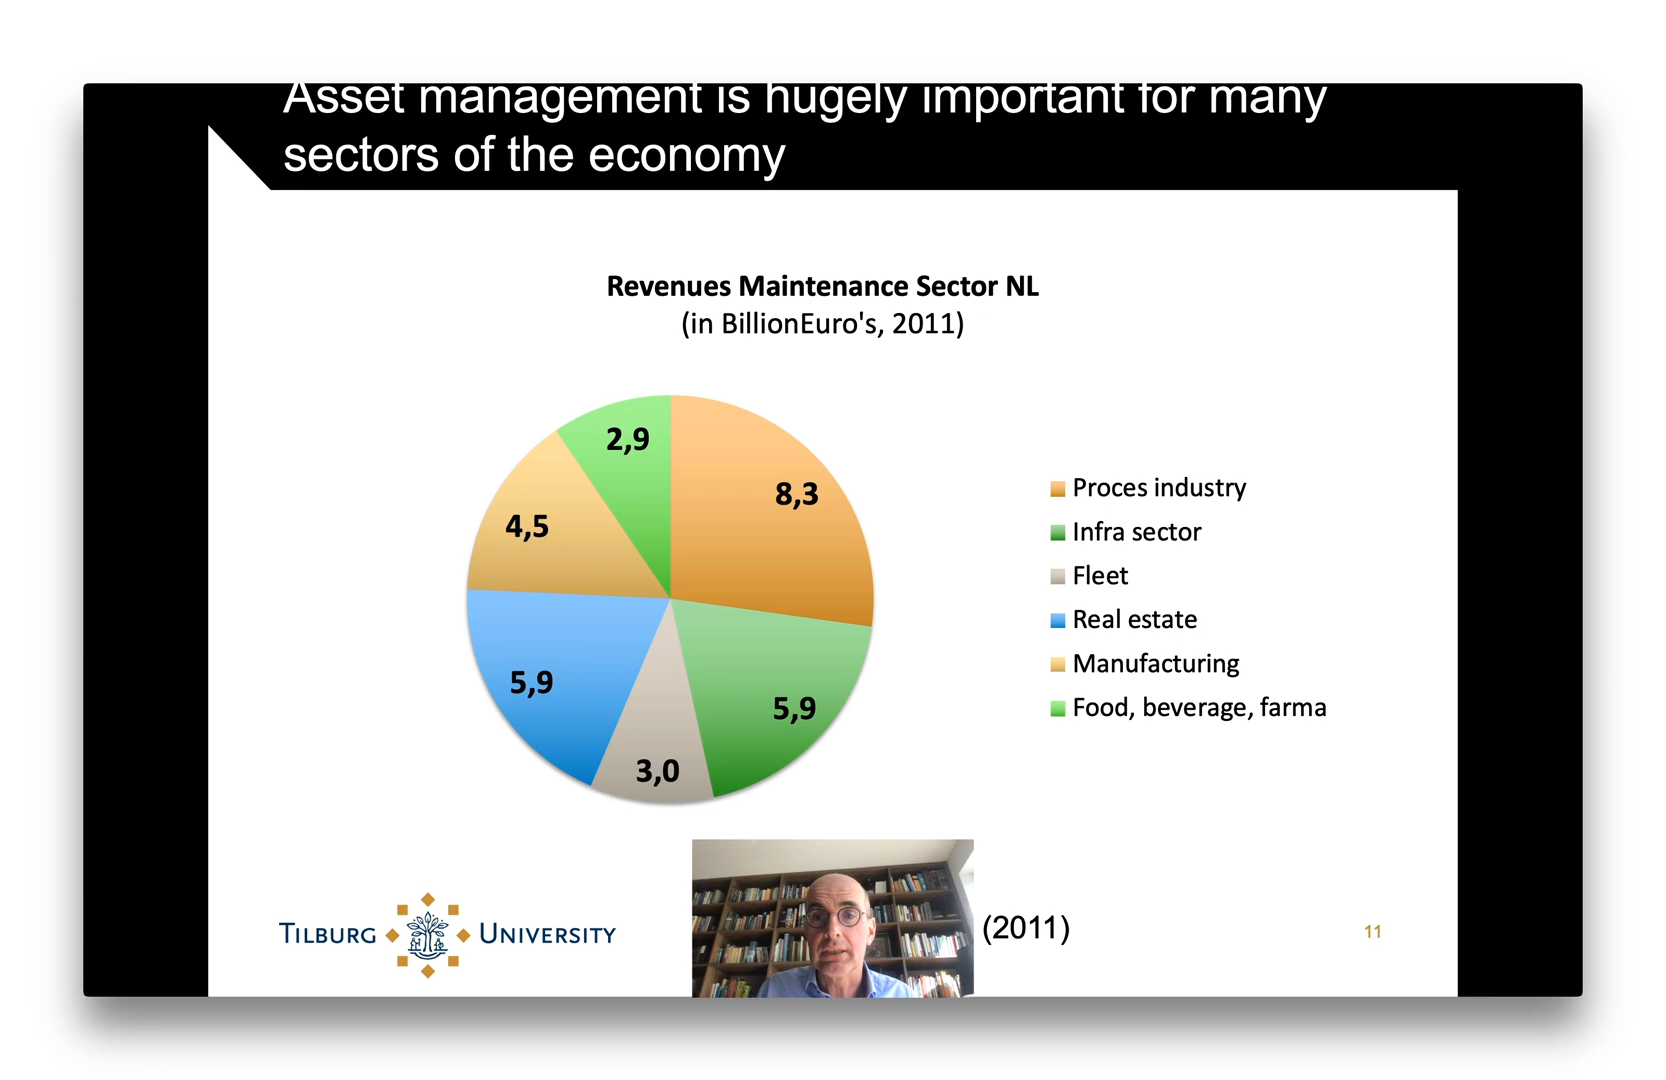 Asset management is hugely important for many
sectors of the economy
Revenues Maintenance Sector NL
(in BillionEuro's, 2011)
2,9
8,3
4,5
5,9
5,9
3,0
Proces industry
Infra sector
Fleet
Real estate
Manufacturing
Food, beverage, farma
TILBURG UNIVERSITY
(2011)
11